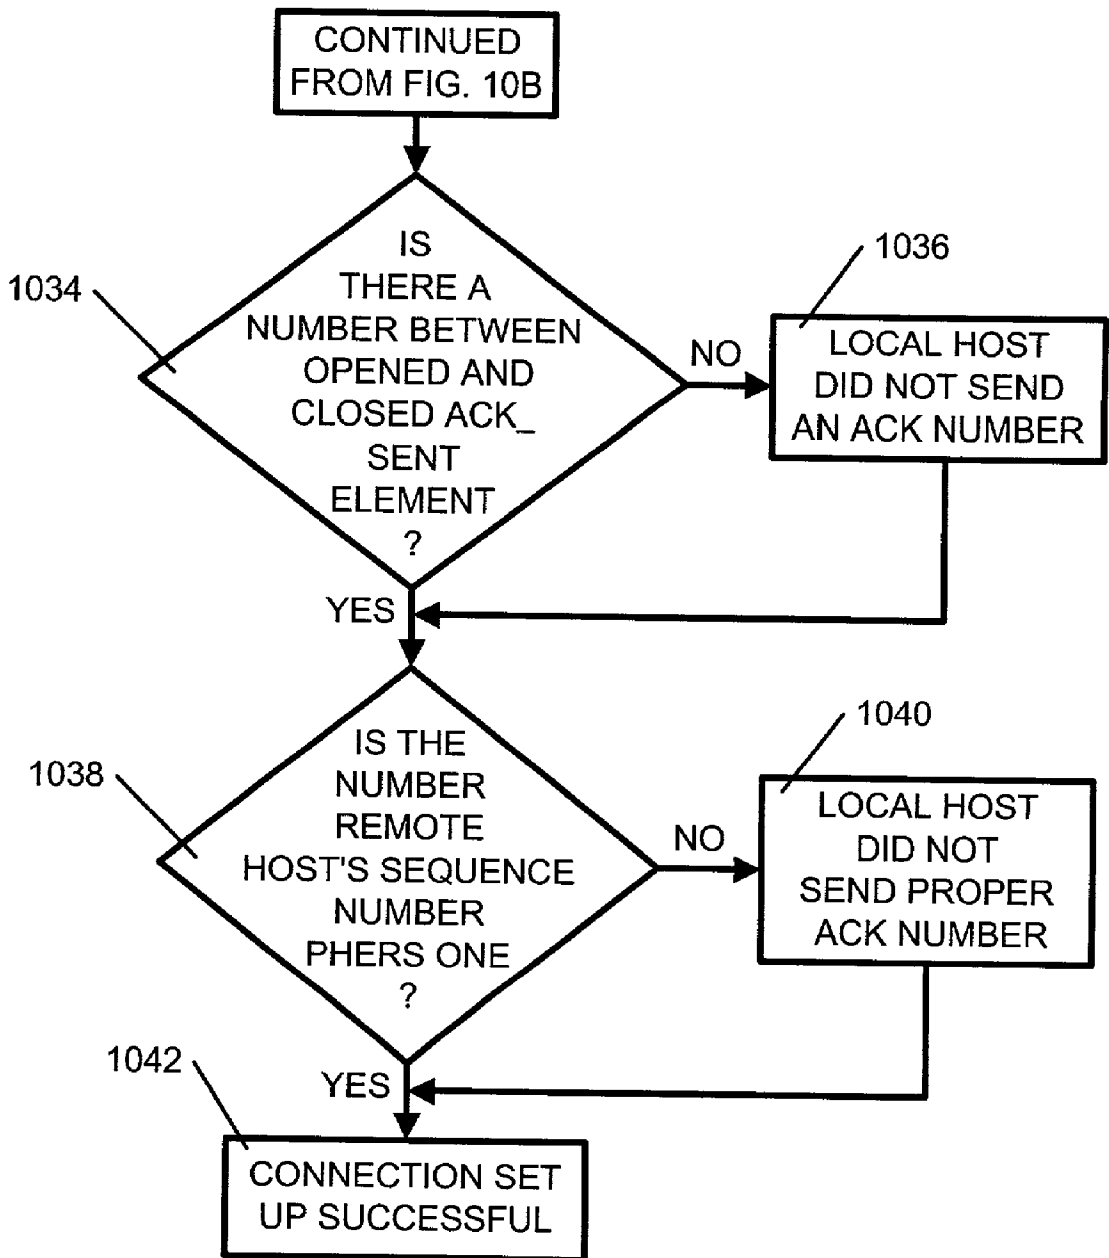 CONTINUED
FROM FIG. 10B
1034
IS
THERE A
NUMBER BETWEEN
OPENED AND
CLOSED ACK_
SENT
ELEMENT
?
NO
1036
LOCAL HOST
DID NOT SEND
AN ACK NUMBER
YES
1038
IS THE
NUMBER
REMOTE
HOST'S SEQUENCE
NUMBER
PHERS ONE
?
NO
1040
LOCAL HOST
DID NOT
SEND PROPER
ACK NUMBER
YES
1042
CONNECTION SET
UP SUCCESSFUL